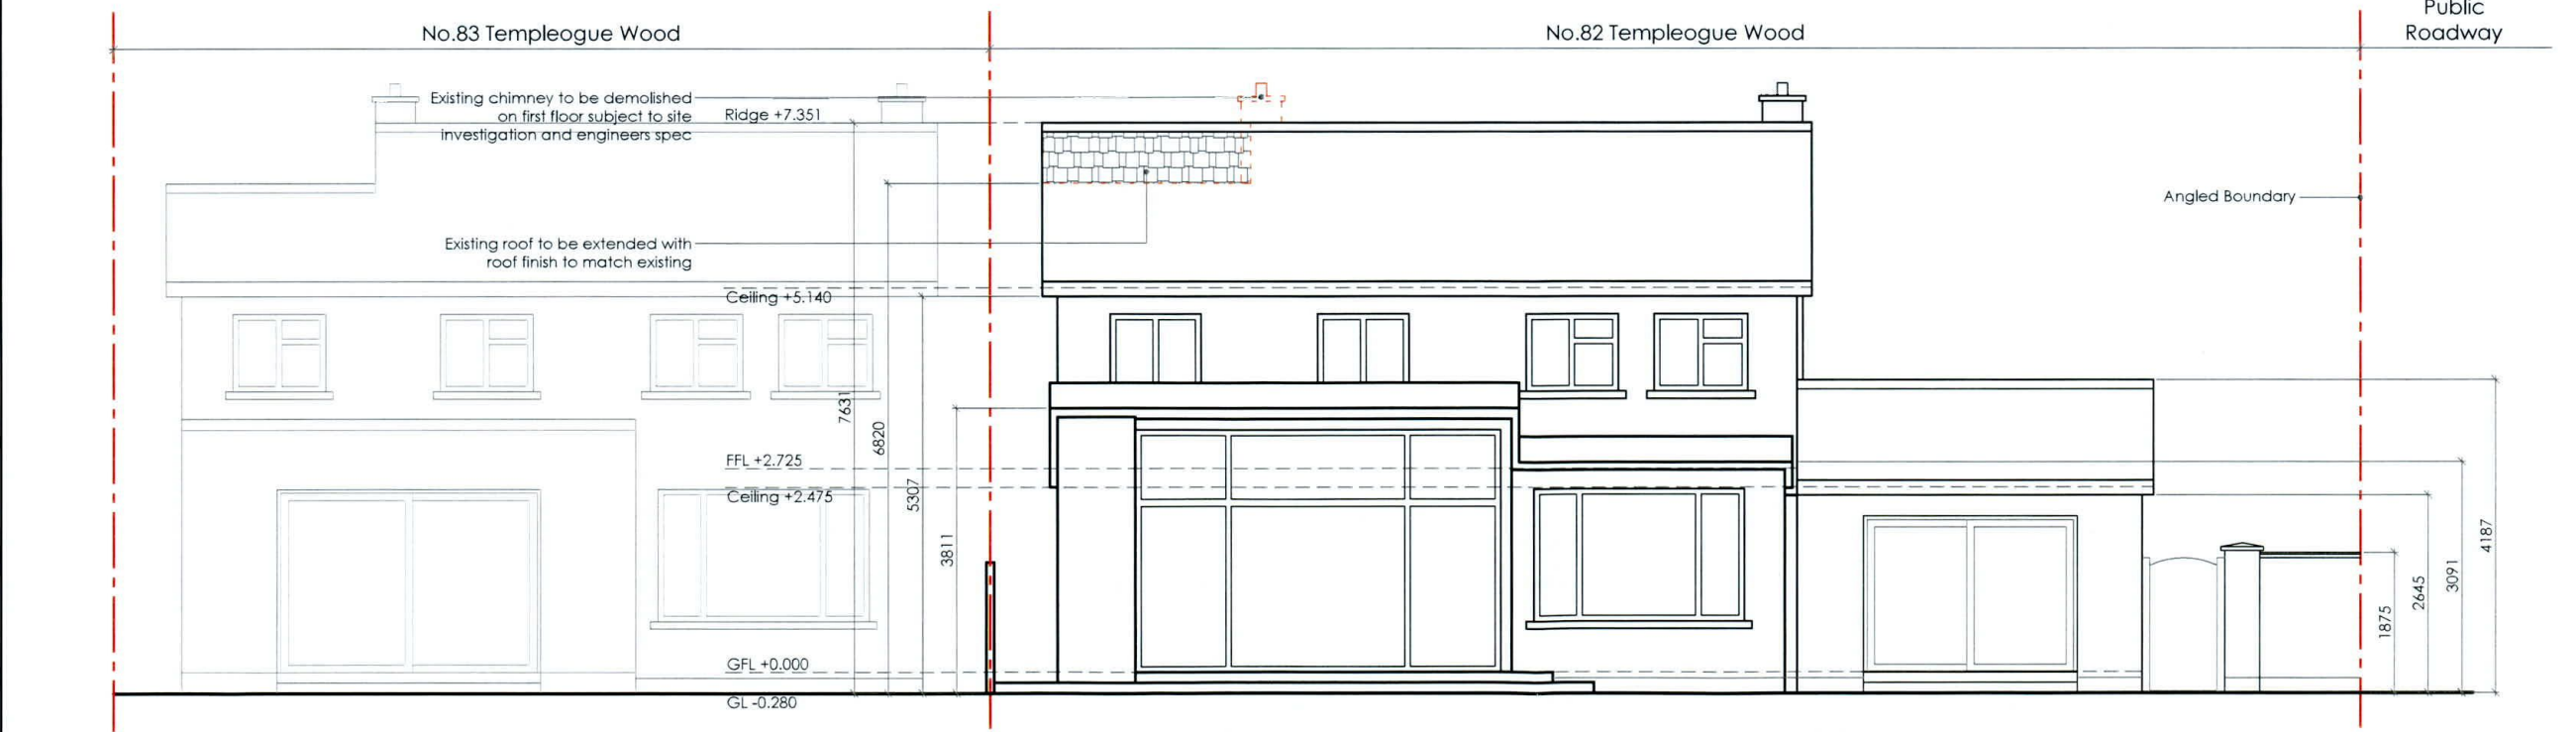 No.83 Templeogue Wood
No.82 Templeogue Wood
Public
Roadway
Existing chimney to be demolished
on first floor subject to site
investigation and engineers spec
Ridge +7.351
Angled Boundary
Existing roof to be extended with
roof finish to match existing
Ceiling +5.140
7631
6820
FFL +2.725
Ceiling +2.475
5307
3811
4187
3091
2645
1875
GFL +0.000
GL -0.280